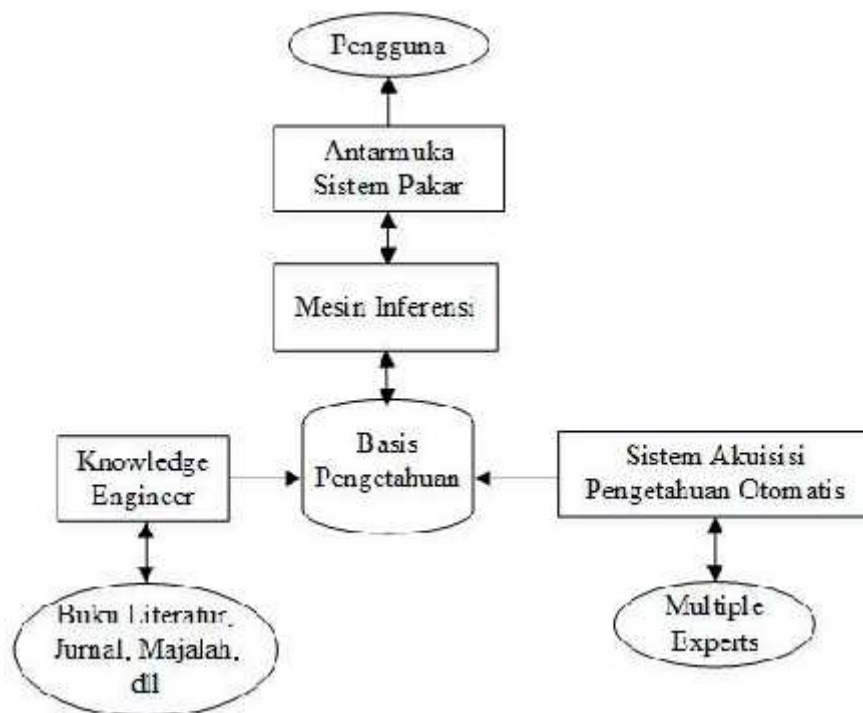 Pengguna
Antarmuka
Sistem Pakar
Mesin Inferensi
Basis
Pengetahuan
Knowledge
Engineer
Sistem Akuisisi
Pengetahuan Otomatis
Buku Literatur,
Jurnal, Majalah,
dll
Multiple
Experts